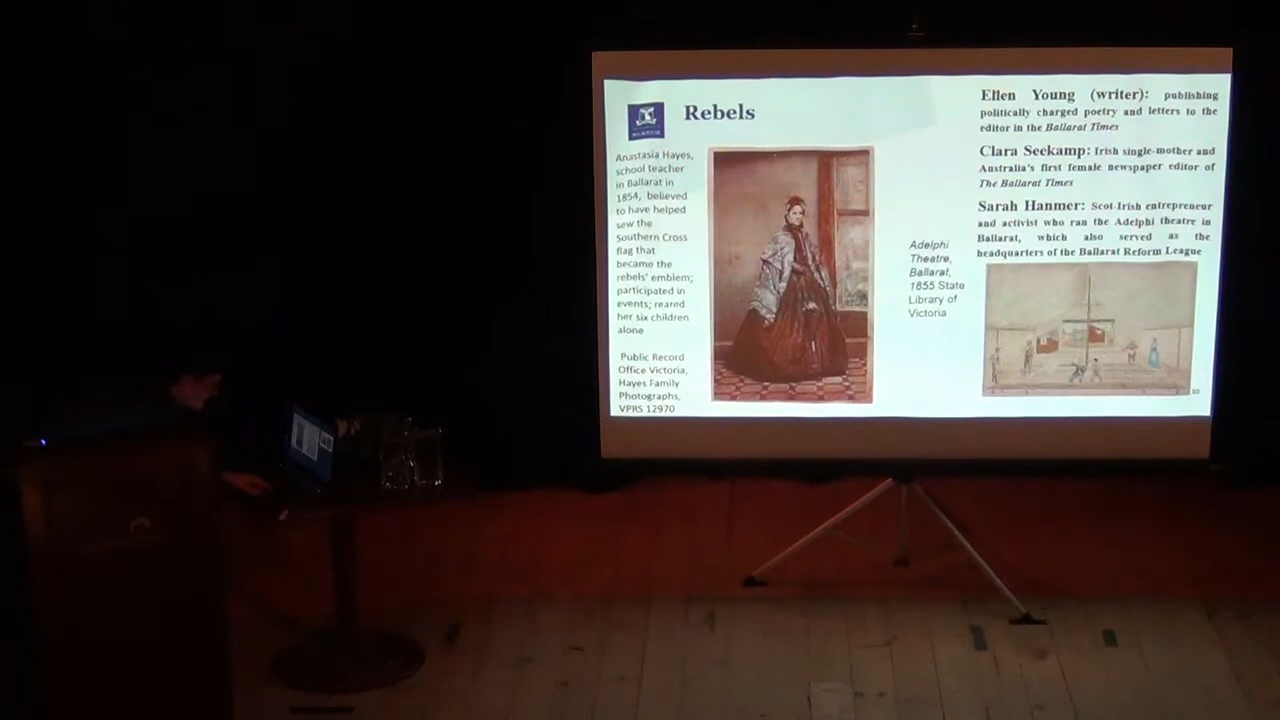 Rebels
Anastasia Hayes,
school teacher
in Ballarat in
1854, believed
to have helped
sew the
Southern Cross
flag that
became the
rebels' emblem;
participated in
events; reared
her six children
alone
Public Record
Office Victoria,
Hayes Family
Photographs,
VPRS 12970
Adelphi
Theatre,
Ballarat,
1855 State
Library of
Victoria
Ellen Young (writer): publishing
politically charged poetry and letters to the
editor in the Ballarat Times
Clara Seekamp: Irish single-mother and
Australia's first female newspaper editor of
The Ballarat Times
Sarah Hanmer: Scot-Irish entrepreneur
and activist who ran the Adelphi theatre in
Ballarat, which also served as the
headquarters of the Ballarat Reform League
10